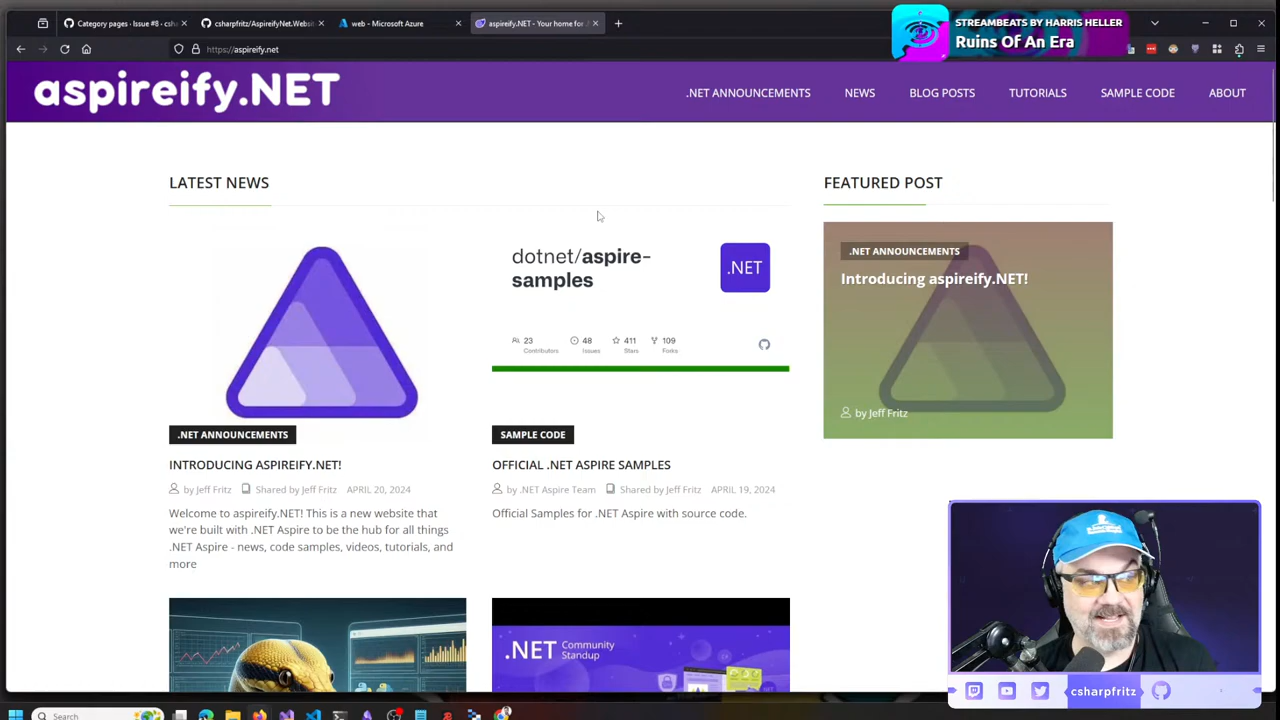 Category pages · Issue #8 · csha
csharpfritz/AspireifyNet.Websit
web - Microsoft Azure
aspireify.NET - Your home for .
STREAMBEATS BY HARRIS HELLER
Ruins Of An Era
https://aspireify.net
aspireify.NET
.NET ANNOUNCEMENTS
NEWS
BLOG POSTS
TUTORIALS
SAMPLE CODE
ABOUT
LATEST NEWS
FEATURED POST
dotnet/aspire-
samples
.NET
23
Contributors
48
Issues
411
Stars
109
Forks
.NET ANNOUNCEMENTS
Introducing aspireify.NET!
by Jeff Fritz
.NET ANNOUNCEMENTS
INTRODUCING ASPIREIFY.NET!
by Jeff Fritz Shared by Jeff Fritz APRIL 20, 2024
Welcome to aspireify.NET! This is a new website that
we're built with .NET Aspire to be the hub for all things
.NET Aspire - news, code samples, videos, tutorials, and
more
SAMPLE CODE
OFFICIAL .NET ASPIRE SAMPLES
by .NET Aspire Team Shared by Jeff Fritz APRIL 19, 2024
Official Samples for .NET Aspire with source code.
.NET Community
Standup
csharpfritz
Search